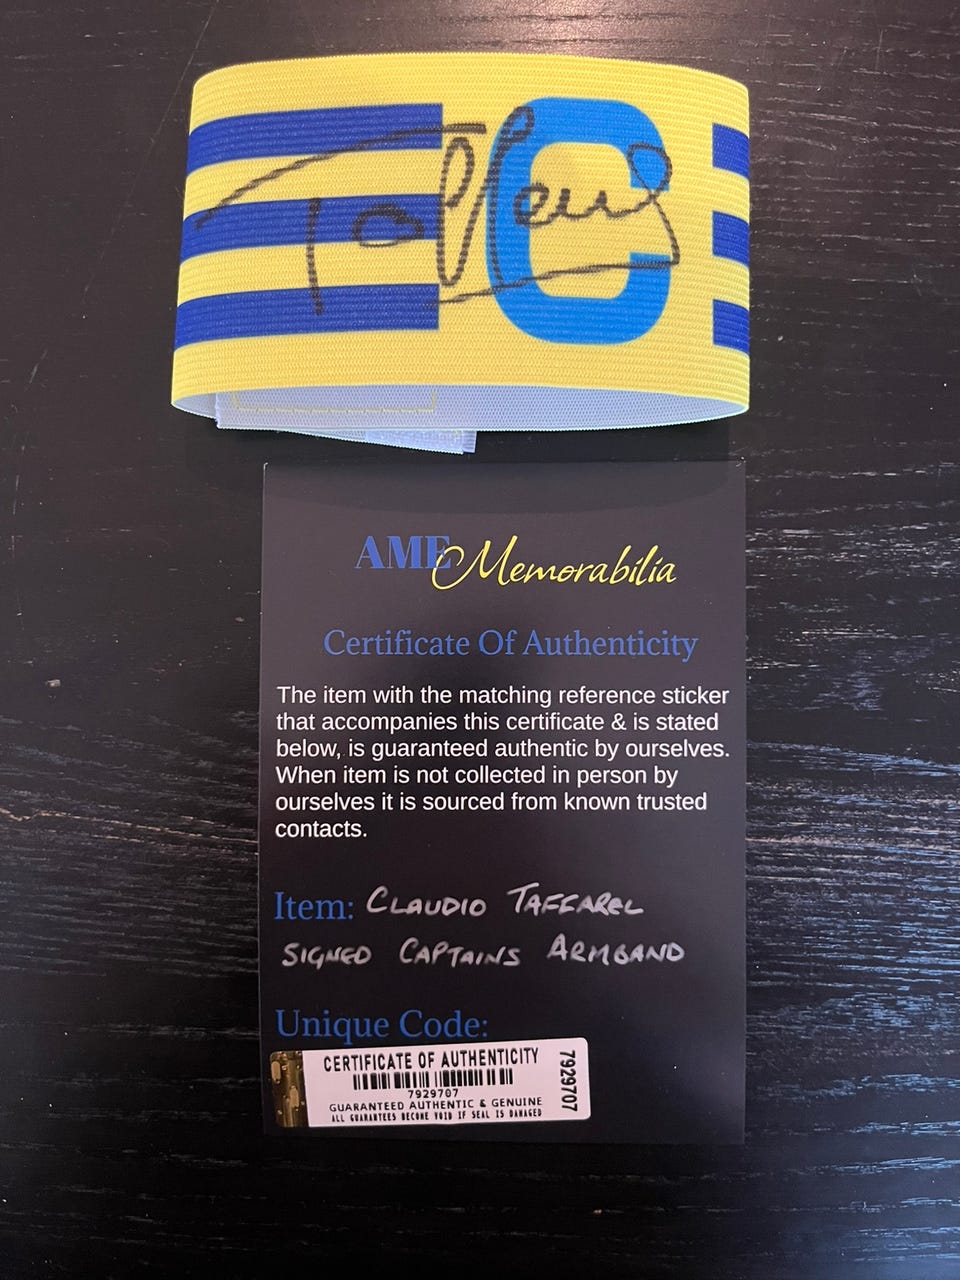 C
Taffarel
AME Memorabilia
Certificate Of Authenticity
The item with the matching reference sticker
that accompanies this certificate & is stated
below, is guaranteed authentic by ourselves.
When item is not collected in person by
ourselves it is sourced from known trusted
contacts.
Item: CLAUDIO TAFFAREL
SIGNED CAPTAINS ARMBAND
Unique Code:
CERTIFICATE OF AUTHENTICITY
7929707
GUARANTEED AUTHENTIC & GENUINE
ALL GUARANTEES BECOME VOID IF SEAL IS DAMAGED
7929707